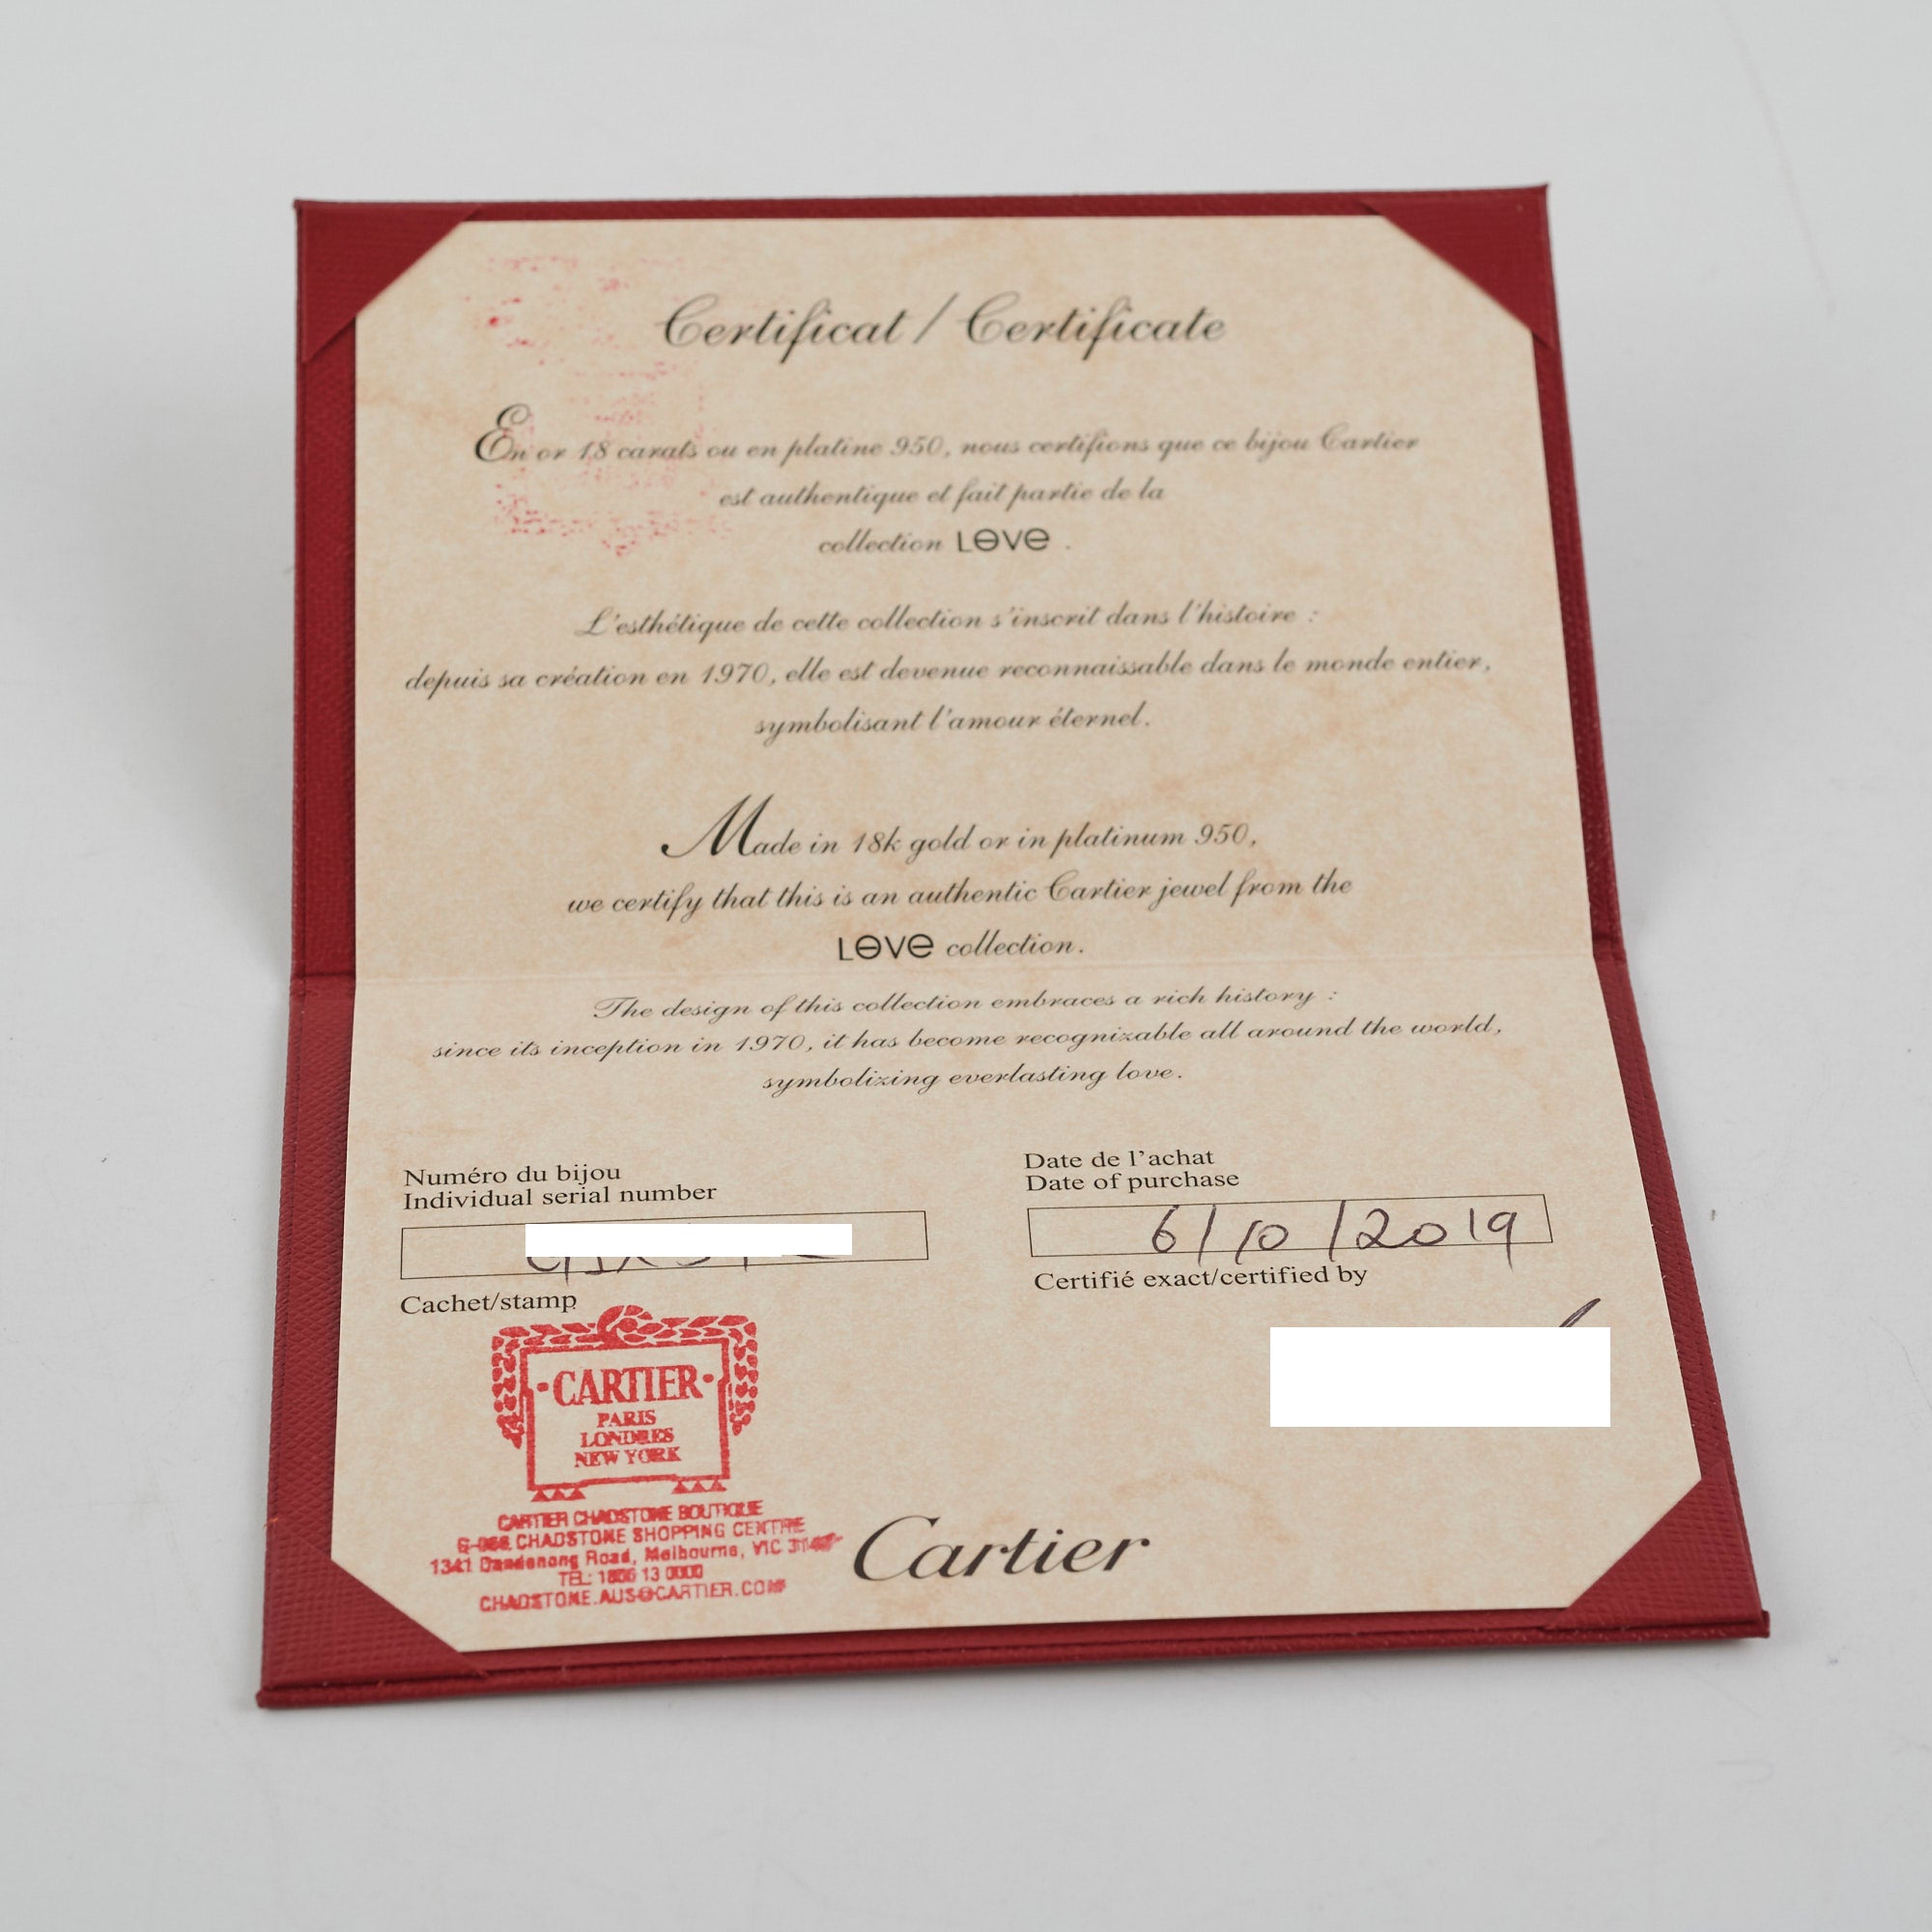 Certificat / Certificate
En or 18 carats ou en platine 950, nous certifions que ce bijou Cartier
est authentique et fait partie de la
collection LOVE .
L'esthétique de cette collection s'inscrit dans l'histoire :
depuis sa création en 1970, elle est devenue reconnaissable dans le monde entier,
symbolisant l'amour éternel.
Made in 18k gold or in platinum 950,
we certify that this is an authentic Cartier jewel from the
LOVE collection.
The design of this collection embraces a rich history :
since its inception in 1970, it has become recognizable all around the world,
symbolizing everlasting love.
Numéro du bijou
Individual serial number
Date de l'achat
Date of purchase
6/10/2019
Cachet/stamp
Certifié exact/certified by
·CARTIER·
PARIS
LONDRES
NEW YORK
CARTIER CHADSTONE BOUTIQUE
CHADSTONE SHOPPING CENTRE
1341 Dandenong Road, Melbourne, VIC
TEL: 13 0000
CHADSTONE.AUS@CARTIER.COM
Cartier